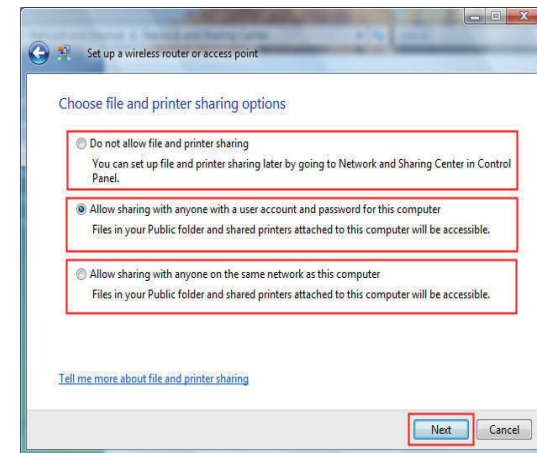 Set up a wireless router or access point
Choose file and printer sharing options
Do not allow file and printer sharing
You can set up file and printer sharing later by going to Network and Sharing Center in Control
Panel.
Allow sharing with anyone with a user account and password for this computer
Files in your Public folder and shared printers attached to this computer will be accessible.
Allow sharing with anyone on the same network as this computer
Files in your Public folder and shared printers attached to this computer will be accessible.
Tell me more about file and printer sharing
Next Cancel